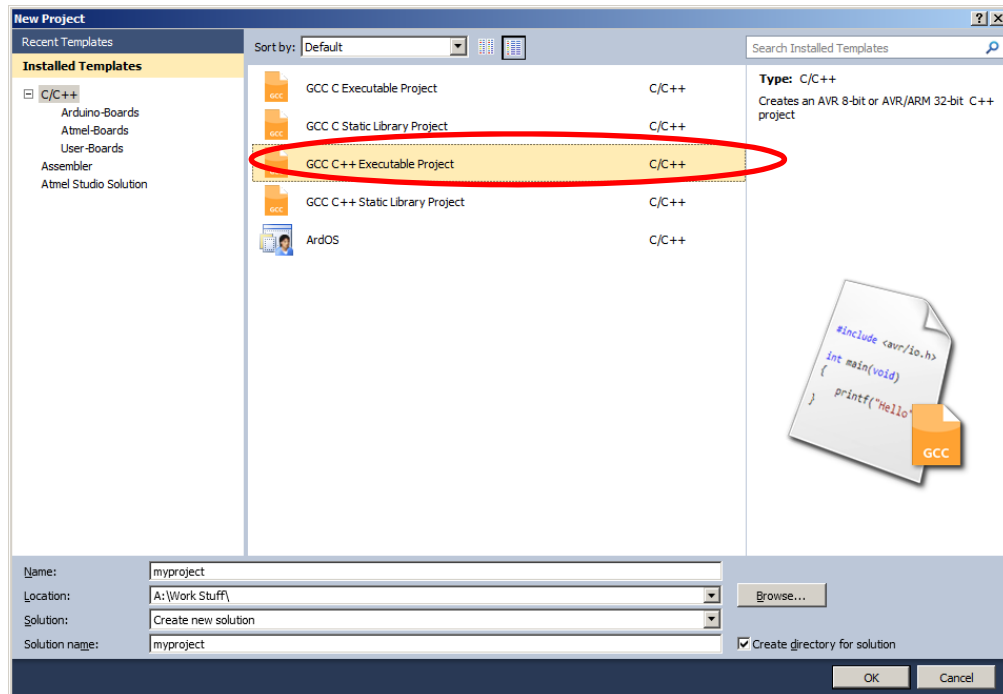 New Project
Recent Templates
Installed Templates
C/C++
Arduino-Boards
Atmel-Boards
User-Boards
Assembler
Atmel Studio Solution
Sort by: Default
GCC C Executable Project C/C++
GCC C Static Library Project C/C++
GCC C++ Executable Project C/C++
GCC C++ Static Library Project C/C++
ArdOS C/C++
Search Installed Templates
Type: C/C++
Creates an AVR 8-bit or AVR/ARM 32-bit C++
project
#include <avr/io.h>
int main(void)
{
printf("Hello"
}
GCC
Name: myproject
Location: A:\Work Stuff\
Browse...
Solution: Create new solution
Solution name: myproject
Create directory for solution
OK Cancel